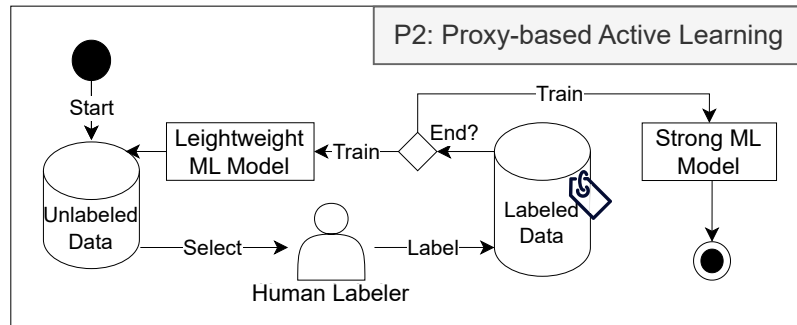 P2: Proxy-based Active Learning
Start
Train
Leightweight
ML Model
Train
End?
Strong ML
Model
Unlabeled
Data
Select
Label
Labeled
Data
Human Labeler